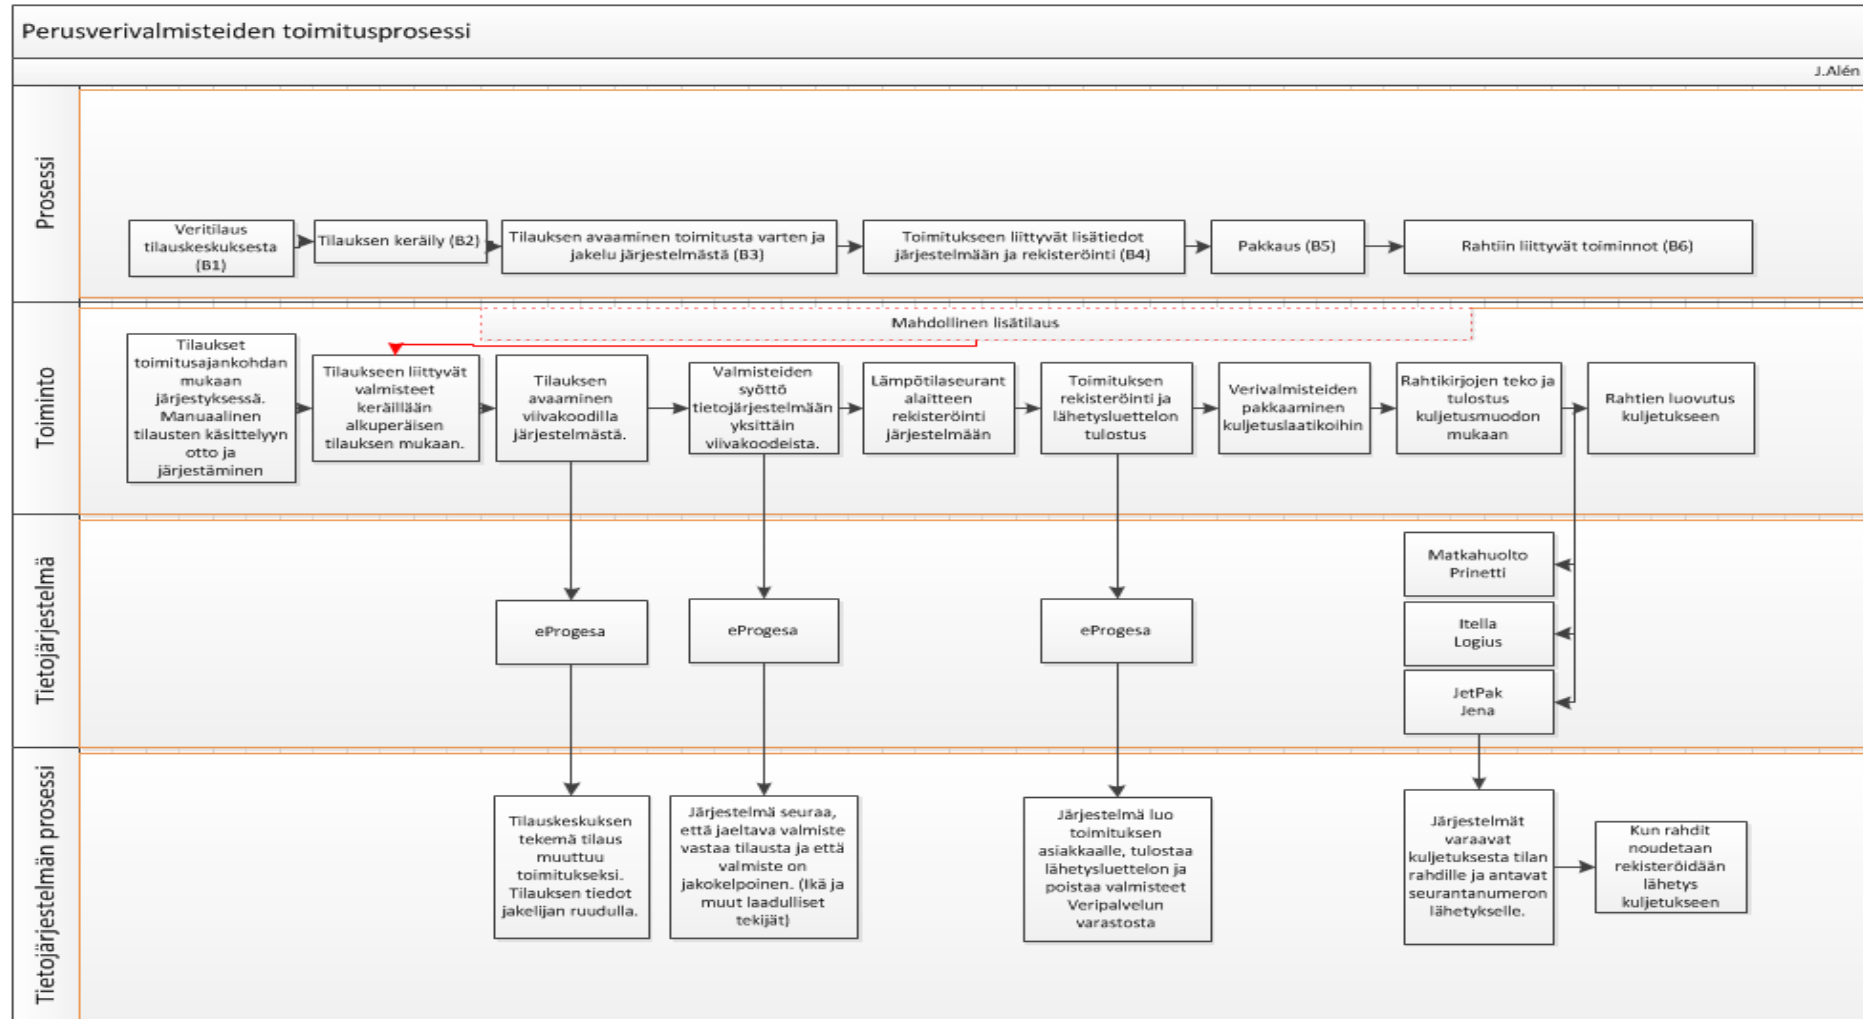 Perusverivalmisteiden toimitusprosessi
J.Alén
Prosessi
Veritilaus
tilauskeskuksesta
(B1)
Tilauksen keräily (B2)
Tilauksen avaaminen toimitusta varten ja
jakelu järjestelmästä (B3)
Toimitukseen liittyvät lisätiedot
järjestelmään ja rekisteröinti (B4)
Pakkaus (B5)
Rahtiin liittyvät toiminnot (B6)
Toiminto
Mahdollinen lisätilaus
Tilaukset
toimitusajankohdan
mukaan
järjestyksessä.
Manuaalinen
tilausten käsittelyyn
otto ja
järjestäminen
Tilaukseen liittyvät
valmisteet
keräillään
alkuperäisen
tilauksen mukaan.
Tilauksen
avaaminen
viivakoodilla
järjestelmästä.
Valmisteiden
syöttö
tietojärjestelmään
yksittäin
viivakoodeista.
Lämpötilaseurant
alaitteen
rekisteröinti
järjestelmään
Toimituksen
rekisteröinti ja
lähetysluettelon
tulostus
Verivalmisteiden
pakkaaminen
kuljetuslaatikoihin
Rahtikirjojen teko ja
tulostus
kuljetusmuodon
mukaan
Rahtien luovutus
kuljetukseen
Tietojärjestelmä
eProgesa
eProgesa
eProgesa
Matkahuolto
Prinetti
Itella
Logius
JetPak
Jena
Tietojärjestelmän prosessi
Tilauskeskuksen
tekemä tilaus
muuttuu
toimitukseksi.
Tilauksen tiedot
jakelijan ruudulla.
Järjestelmä seuraa,
että jaeltava valmiste
vastaa tilausta ja että
valmiste on
jakokelpoinen. (Ikä ja
muut laadulliset
tekijät)
Järjestelmä luo
toimituksen
asiakkaalle, tulostaa
lähetysluettelon ja
poistaa valmisteet
Veripalvelun
varastosta
Järjestelmät
varaavat
kuljetuksesta tilan
rahdille ja antavat
seurantanumeron
lähetykselle.
Kun rahdit
noudetaan
rekisteröidään
lähetys
kuljetukseen